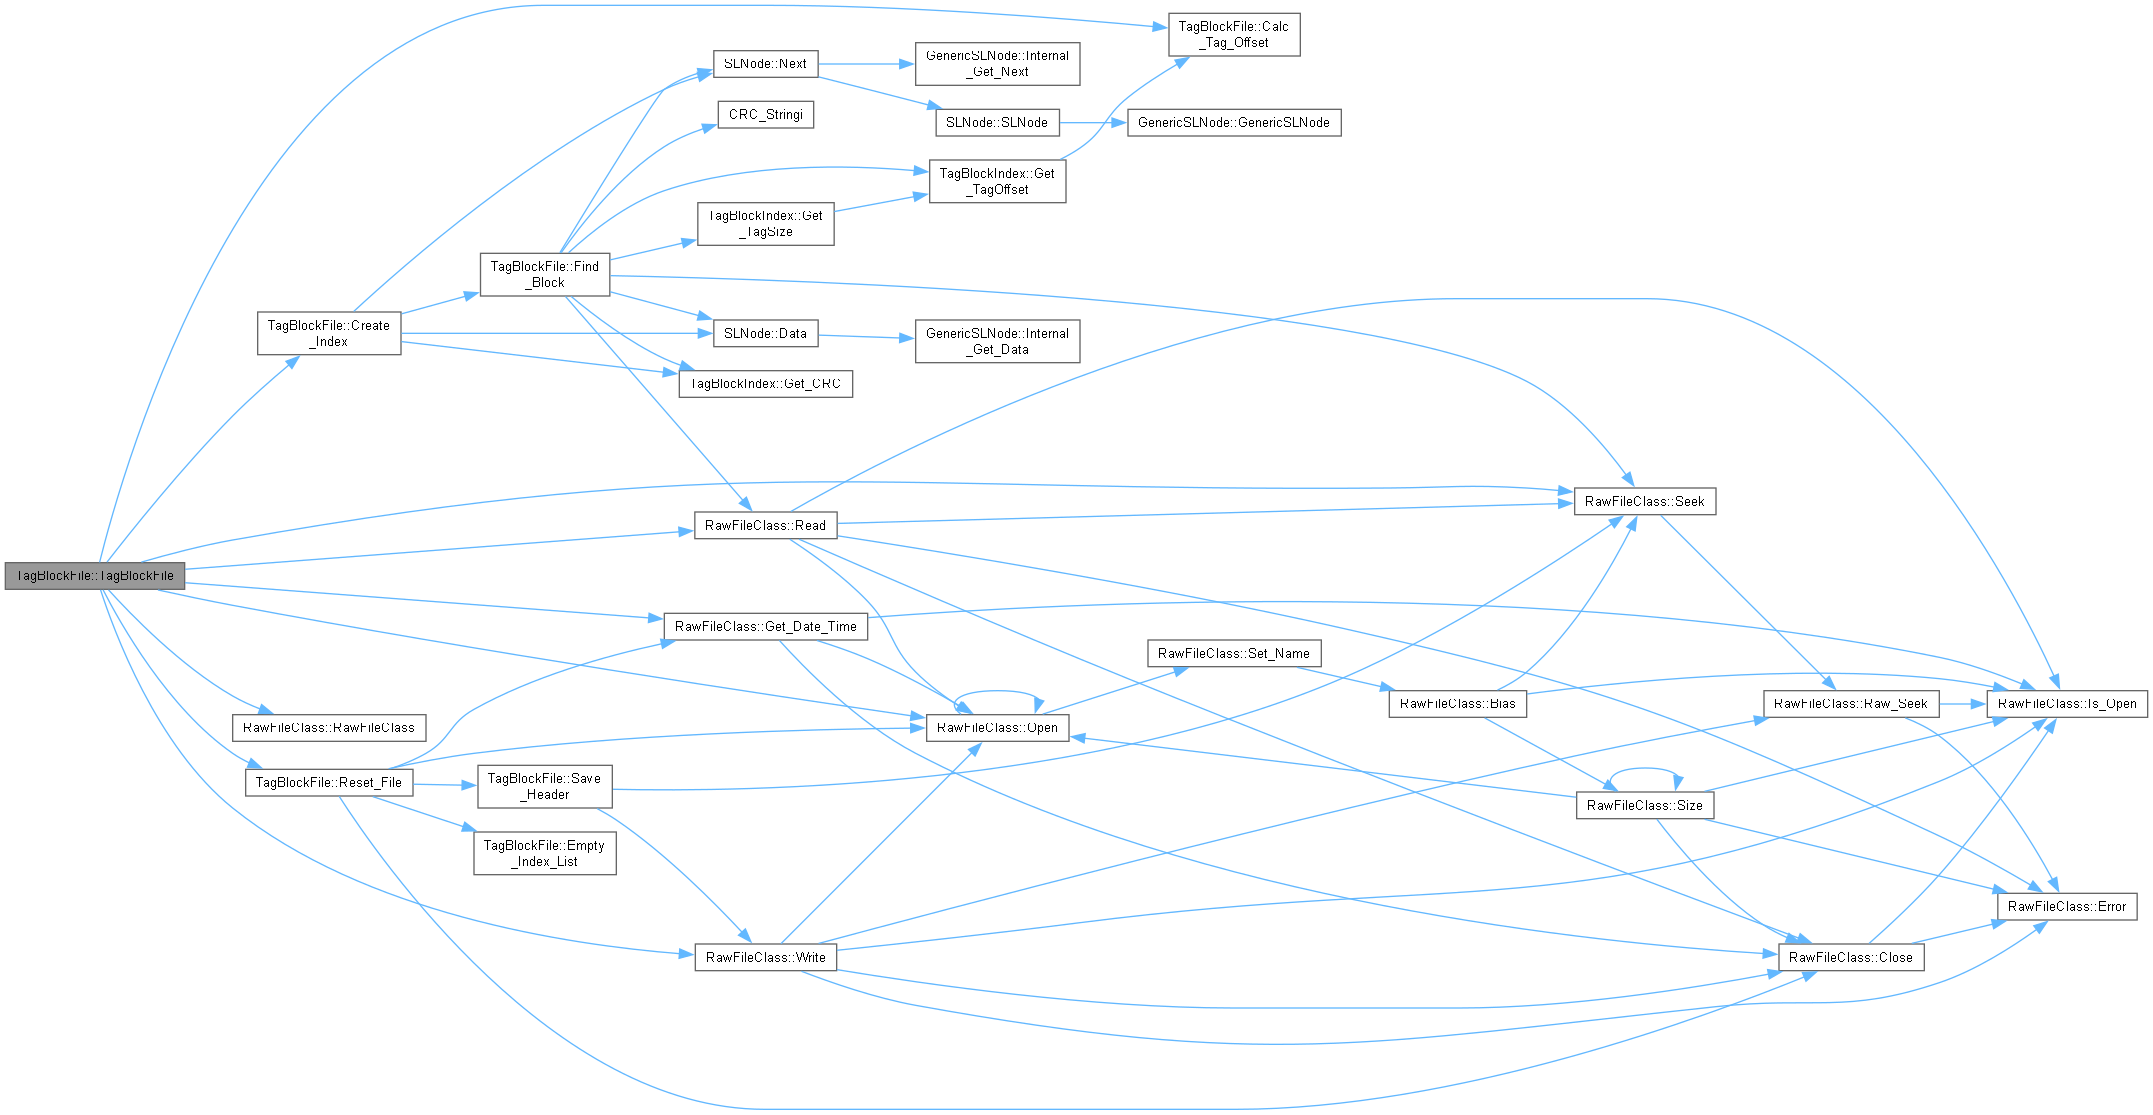 TagBlockFile::Calc
_Tag_Offset
SLNode::Next
GenericSLNode::Internal
_Get_Next
CRC_Stringi
SLNode::SLNode
GenericSLNode::GenericSLNode
TagBlockIndex::Get
_TagOffset
TagBlockIndex::Get
_TagSize
TagBlockFile::Find
_Block
TagBlockFile::Create
_Index
SLNode::Data
GenericSLNode::Internal
_Get_Data
TagBlockIndex::Get_CRC
RawFileClass::Seek
RawFileClass::Read
TagBlockFile::TagBlockFile
RawFileClass::Get_Date_Time
RawFileClass::Set_Name
RawFileClass::RawFileClass
RawFileClass::Open
RawFileClass::Bias
RawFileClass::Raw_Seek
RawFileClass::Is_Open
TagBlockFile::Reset_File
TagBlockFile::Save
_Header
RawFileClass::Size
TagBlockFile::Empty
_Index_List
RawFileClass::Error
RawFileClass::Write
RawFileClass::Close